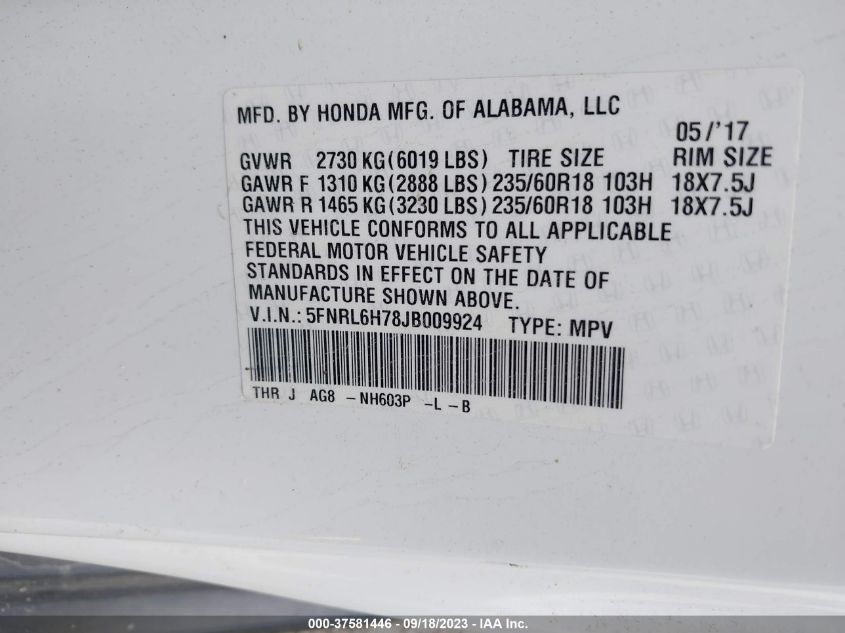 MFD. BY HONDA MFG. OF ALABAMA, LLC
05/'17
GVWR 2730 KG(6019 LBS) TIRE SIZE RIM SIZE
GAWR F 1310 KG(2888 LBS) 235/60R18 103H 18X7.5J
GAWR R 1465 KG(3230 LBS) 235/60R18 103H 18X7.5J
THIS VEHICLE CONFORMS TO ALL APPLICABLE
FEDERAL MOTOR VEHICLE SAFETY
STANDARDS IN EFFECT ON THE DATE OF
MANUFACTURE SHOWN ABOVE.
V.I.N.: 5FNRL6H78JB009924 TYPE: MPV
THR J AG8 -NH603P -L -B
000-37581446 - 09/18/2023 - IAA Inc.